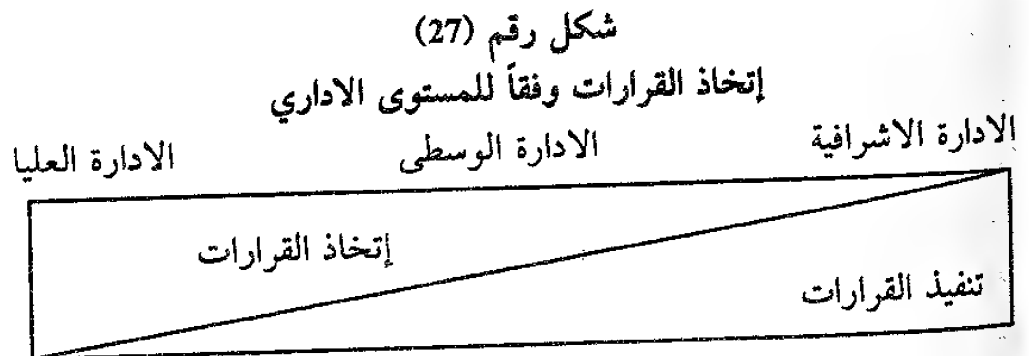 شكل رقم (27)
إتخاذ القرارات وفقاً للمستوى الاداري
الادارة الاشرافية الادارة الوسطى الادارة العليا
إتخاذ القرارات
تنفيذ القرارات